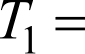 T₁ =